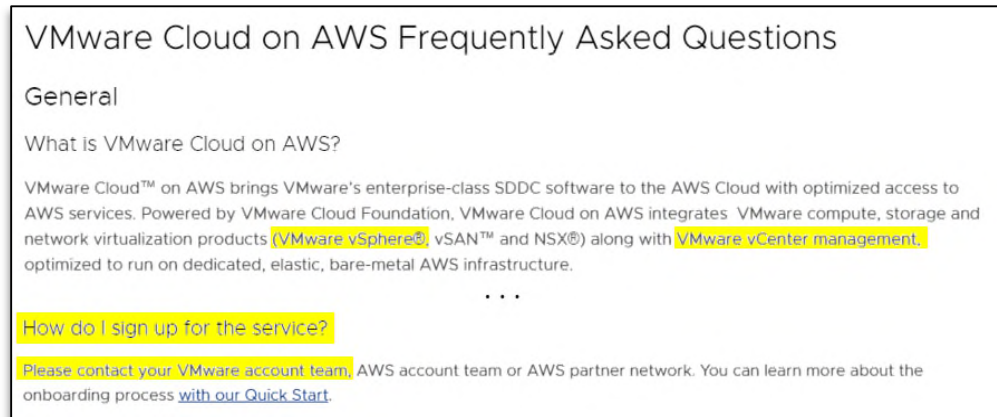 VMware Cloud on AWS Frequently Asked Questions
General
What is VMware Cloud on AWS?
VMware Cloud™ on AWS brings VMware's enterprise-class SDDC software to the AWS Cloud with optimized access to
AWS services. Powered by VMware Cloud Foundation, VMware Cloud on AWS integrates VMware compute, storage and
network virtualization products (VMware vSphere®, vSAN™ and NSX®) along with VMware vCenter management,
optimized to run on dedicated, elastic, bare-metal AWS infrastructure.
• • •
How do I sign up for the service?
Please contact your VMware account team, AWS account team or AWS partner network. You can learn more about the
onboarding process with our Quick Start.